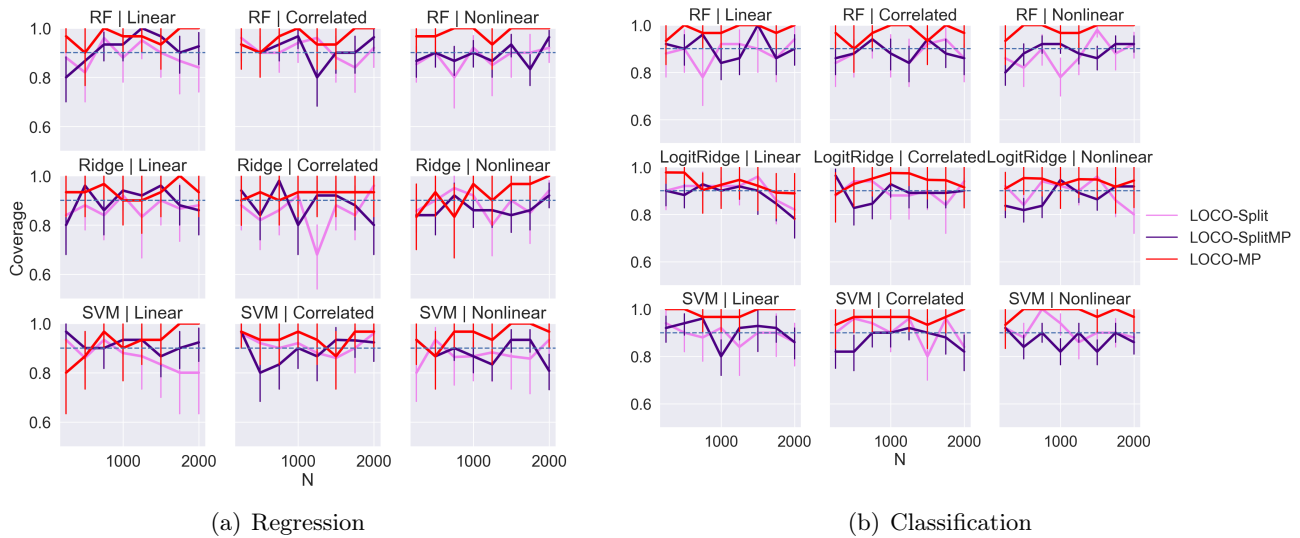 RF | Linear RF | Correlated RF | Nonlinear
1.0
0.8
0.6
Ridge | Linear Ridge | Correlated Ridge | Nonlinear
1.0
0.8
0.6
Coverage
SVM | Linear SVM | Correlated SVM | Nonlinear
1.0
0.8
0.6
1000 2000 1000 2000 1000 2000
N
(a) Regression
RF | Linear RF | Correlated RF | Nonlinear
1.0
0.8
0.6
LogitRidge | Linear LogitRidge | Correlated LogitRidge | Nonlinear
1.0
0.8
0.6
SVM | Linear SVM | Correlated SVM | Nonlinear
1.0
0.8
0.6
1000 2000 1000 2000 1000 2000
N
LOCO-Split
LOCO-SplitMP
LOCO-MP
(b) Classification